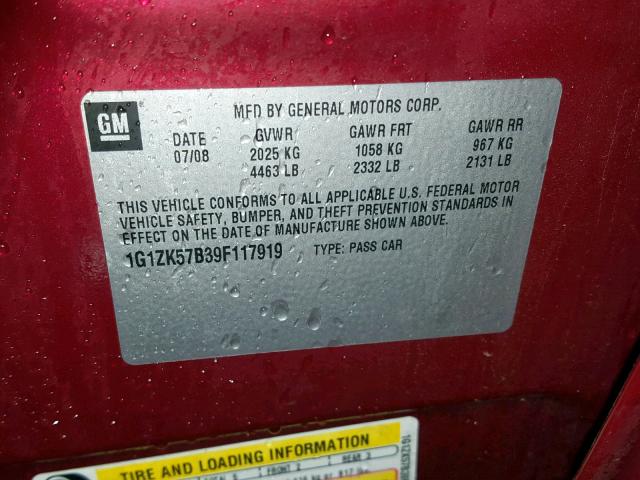 GM
MFD BY GENERAL MOTORS CORP.
DATE GVWR GAWR FRT GAWR RR
07/08 2025 KG 1058 KG 967 KG
4463 LB 2332 LB 2131 LB
THIS VEHICLE CONFORMS TO ALL APPLICABLE U.S. FEDERAL MOTOR
VEHICLE SAFETY, BUMPER, AND THEFT PREVENTION STANDARDS IN
EFFECT ON THE DATE OF MANUFACTURE SHOWN ABOVE.
1G1ZK57B39F117919 TYPE: PASS CAR
TIRE AND LOADING INFORMATION
FRONT 2 REAR 3